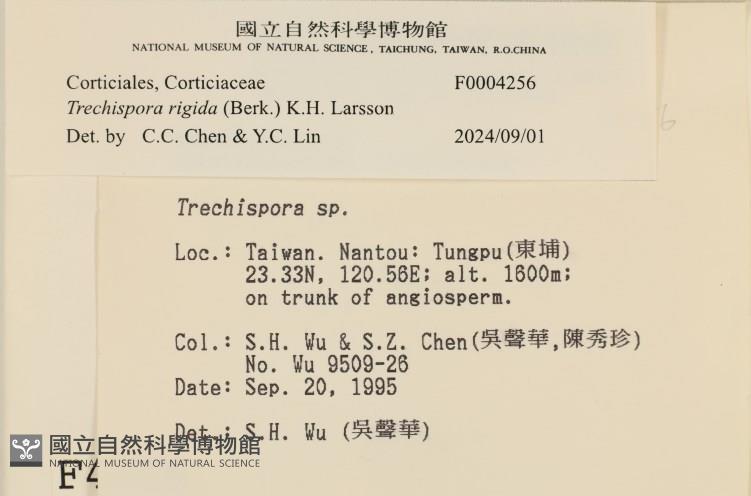 國立自然科學博物館
NATIONAL MUSEUM OF NATURAL SCIENCE, TAICHUNG, TAIWAN, R.O.CHINA
Corticiales, Corticiaceae F0004256
Trechispora rigida (Berk.) K.H. Larsson
Det. by C.C. Chen & Y.C. Lin 2024/09/01
6
Trechispora sp.
Loc.: Taiwan. Nantou: Tungpu(東埔)
23.33N, 120.56E; alt. 1600m;
on trunk of angiosperm.
Col.: S.H. Wu & S.Z. Chen(吳聲華,陳秀珍)
No. Wu 9509-26
Date: Sep. 20, 1995
Det.: S.H. Wu (吳聲華)
國立自然科學博物館
NATIONAL MUSEUM OF NATURAL SCIENCE
F4